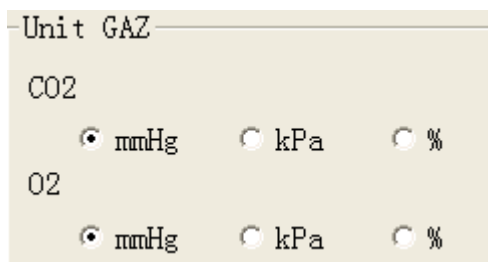 Unit GAZ
CO2
mmHg kPa %
O2
mmHg kPa %